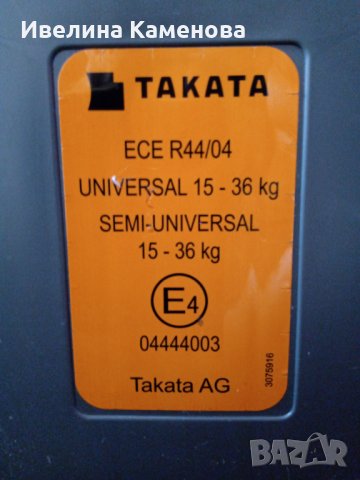 Ивелина Каменова
TAKATA
ECE R44/04
UNIVERSAL 15 - 36 kg
SEMI-UNIVERSAL
15 - 36 kg
E4
04444003
Takata AG
3075916
BAZAR